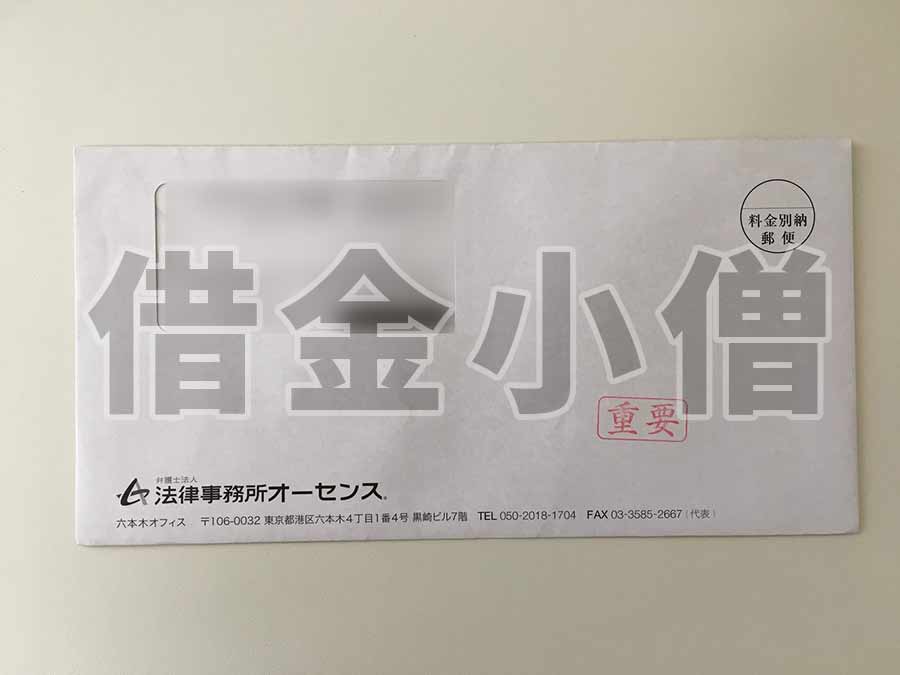 料金別納
郵便
借金小僧
重要
弁護士法人
法律事務所オーセンス®
六本木オフィス 〒106-0032 東京都港区六本木4丁目1番4号 黒崎ビル7階 TEL 050-2018-1704 FAX 03-3585-2667(代表)